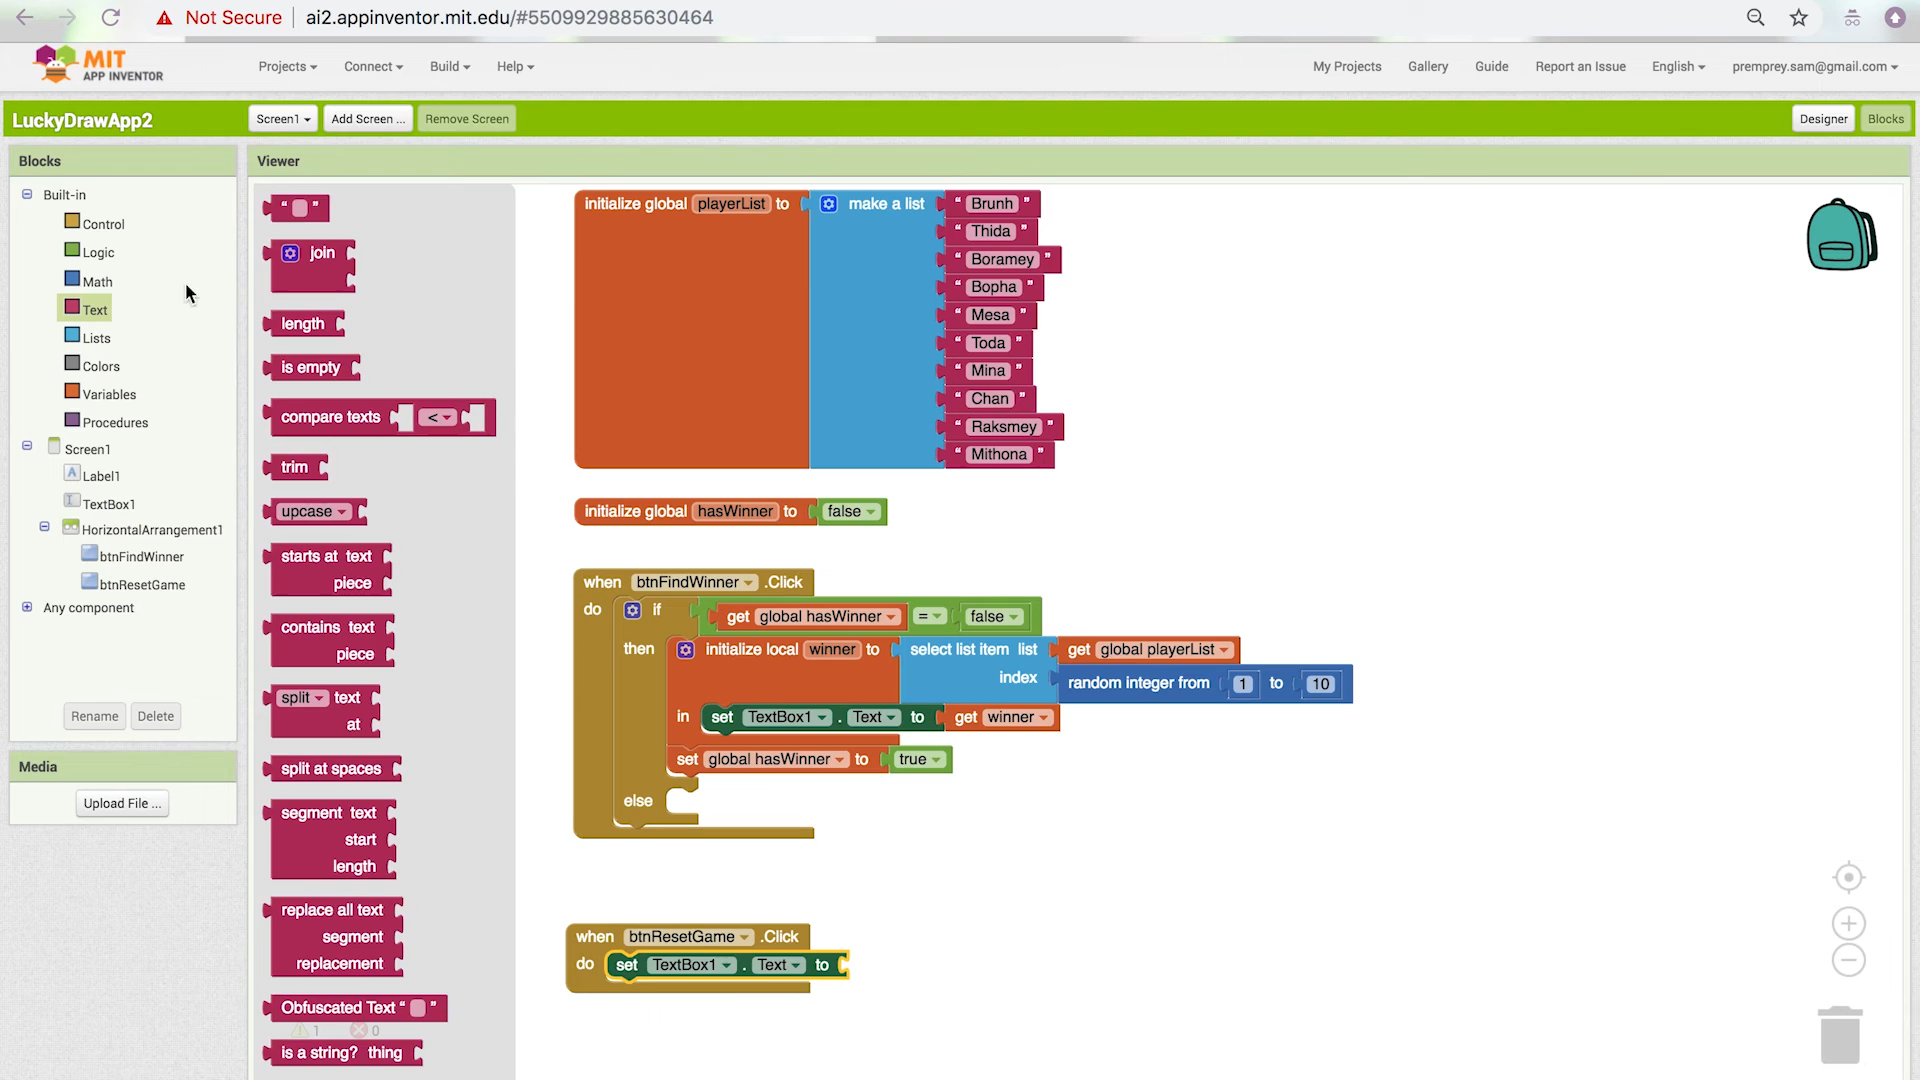 Not Secure | ai2.appinventor.mit.edu/#5509929885630464
MIT
APP INVENTOR
Projects Connect Build Help
My Projects Gallery Guide Report an Issue English premprey.sam@gmail.com
LuckyDrawApp2
Screen1 Add Screen ... Remove Screen
Designer Blocks
Blocks
Built-in
Control
Logic
Math
Text
Lists
Colors
Variables
Procedures
Screen1
Label1
TextBox1
HorizontalArrangement1
btnFindWinner
btnResetGame
Any component
Rename Delete
Media
Upload File ...
Viewer
“ ”
join
length
is empty
compare texts <
trim
upcase
starts at text
piece
contains text
piece
split text
at
split at spaces
segment text
start
length
replace all text
segment
replacement
Obfuscated Text “ ”
1 0
is a string? thing
initialize global playerList to make a list “ Brunh ”
“ Thida ”
“ Boramey ”
“ Bopha ”
“ Mesa ”
“ Toda ”
“ Mina ”
“ Chan ”
“ Raksmey ”
“ Mithona ”
initialize global hasWinner to false
when btnFindWinner .Click
do if get global hasWinner = false
then initialize local winner to select list item list get global playerList
index random integer from 1 to 10
in set TextBox1 . Text to get winner
set global hasWinner to true
else
when btnResetGame .Click
do set TextBox1 . Text to